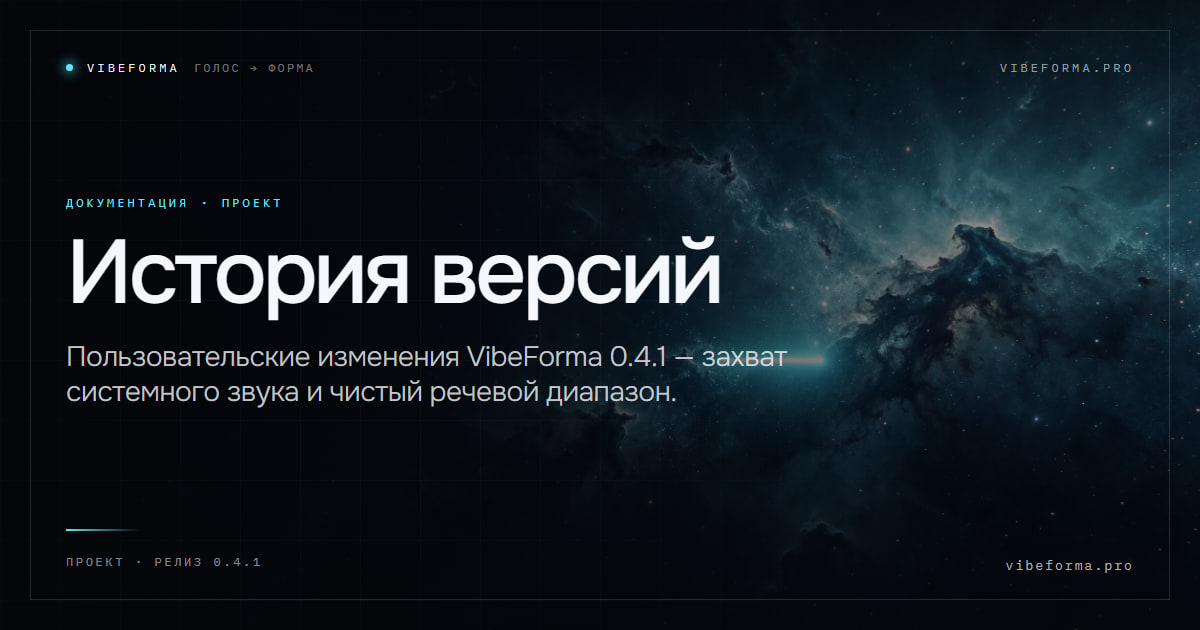 VIBEFORMA ГОЛОС → ФОРМА
VIBEFORMA.PRO
ДОКУМЕНТАЦИЯ · ПРОЕКТ
История версий
Пользовательские изменения VibeForma 0.4.1 — захват
системного звука и чистый речевой диапазон.
ПРОЕКТ · РЕЛИЗ 0.4.1
vibeforma.pro